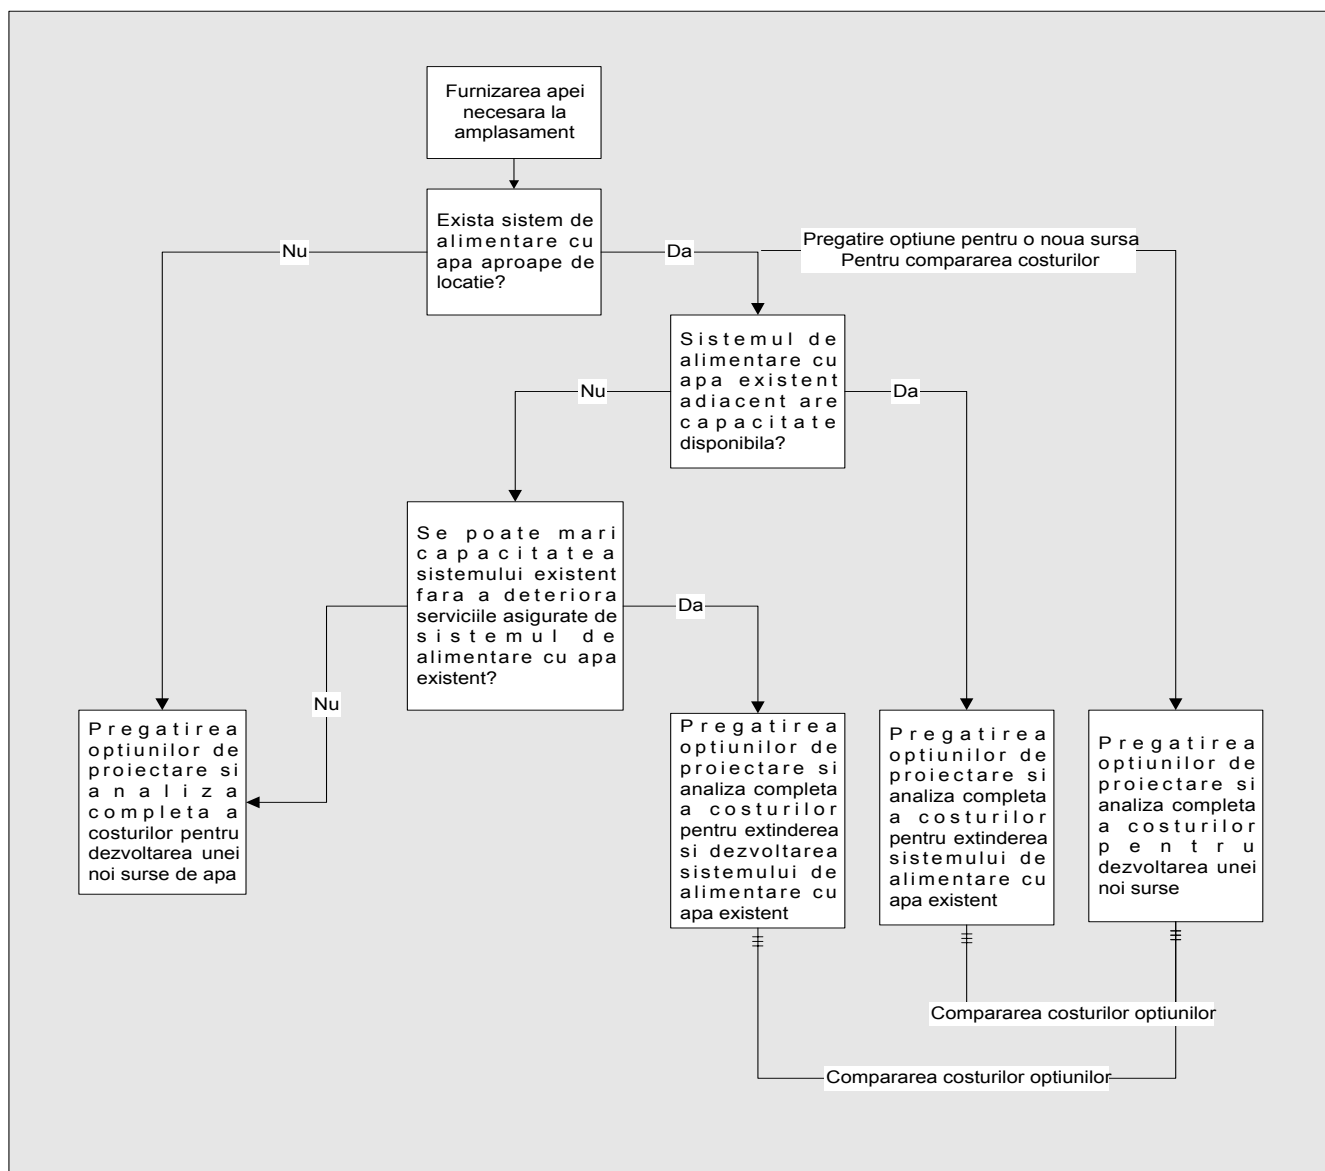 Furnizarea apei
necesara la
amplasament
Exista sistem de
alimentare cu
apa aproape de
locatie?
Nu
Da
Pregatire optiune pentru o noua sursa
Pentru compararea costurilor
Sistemul de
alimentare cu
apa existent
adiacent are
capacitate
disponibila?
Nu
Da
Se poate mari
capacitatea
sistemului existent
fara a deteriora
serviciile asigurate de
sistemul de
alimentare cu apa
existent?
Da
Nu
Pregatirea
optiunilor de
proiectare si
analiza
completa a
costurilor pentru
dezvoltarea unei
noi surse de apa
Pregatirea
optiunilor de
proiectare si
analiza completa
a costurilor
pentru extinderea
si dezvoltarea
sistemului de
alimentare cu
apa existent
Pregatirea
optiunilor de
proiectare si
analiza completa
a costurilor
pentru extinderea
sistemului de
alimentare cu
apa existent
Pregatirea
optiunilor de
proiectare si
analiza completa
a costurilor
pentru
dezvoltarea unei
noi surse
Compararea costurilor optiunilor
Compararea costurilor optiunilor